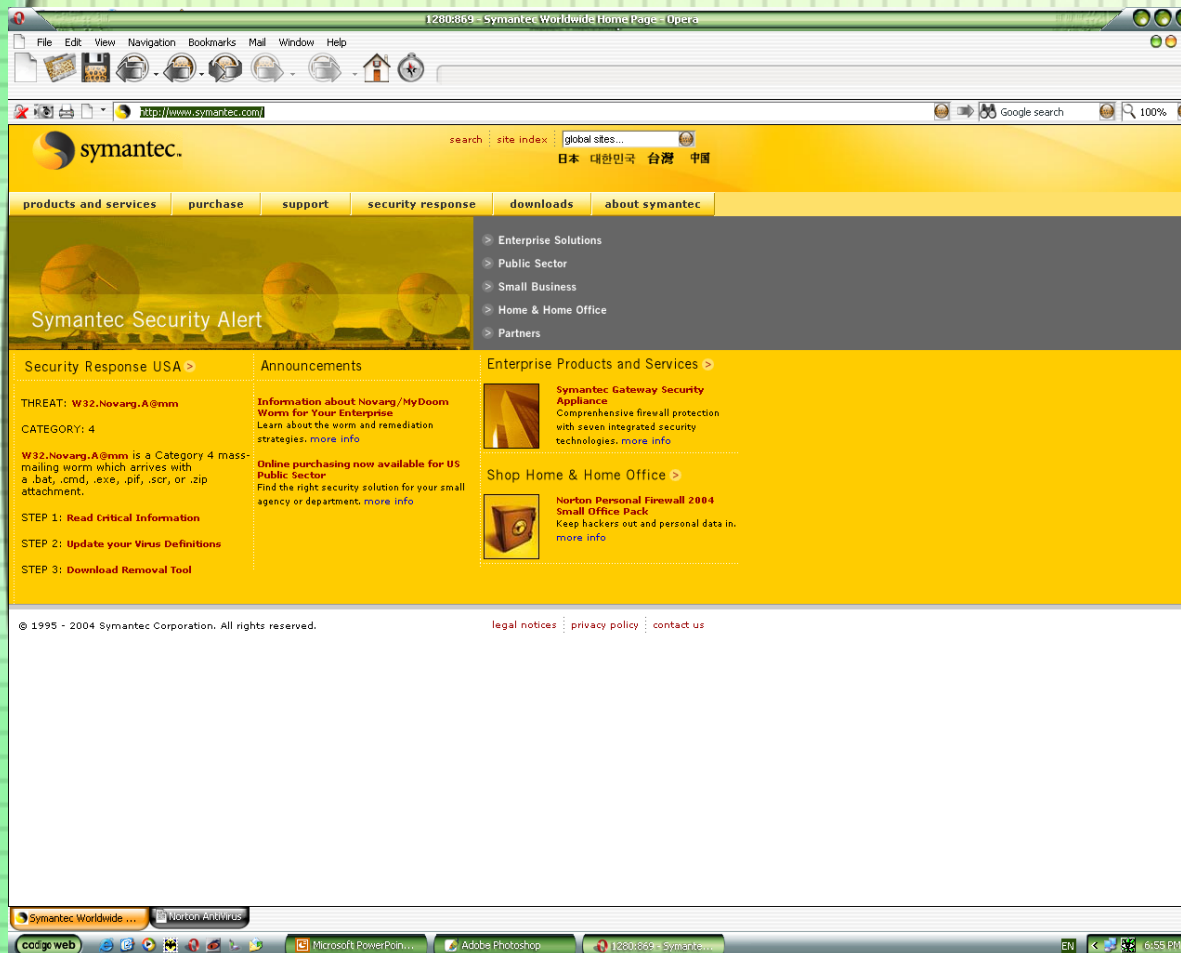 1280:869 - Symantec Worldwide Home Page - Opera
File Edit View Navigation Bookmarks Mail Window Help
http://www.symantec.com/
Google search
100%
symantec™
search site index global sites...
日本 대한민국 台灣 中国
products and services purchase support security response downloads about symantec
Symantec Security Alert
> Enterprise Solutions
> Public Sector
> Small Business
> Home & Home Office
> Partners
Security Response USA >
THREAT: W32.Novarg.A@mm
CATEGORY: 4
W32.Novarg.A@mm is a Category 4 mass-
mailing worm which arrives with
a .bat, .cmd, .exe, .pif, .scr, or .zip
attachment.
STEP 1: Read Critical Information
STEP 2: Update your Virus Definitions
STEP 3: Download Removal Tool
Announcements
Information about Novarg/MyDoom
Worm for Your Enterprise
Learn about the worm and remediation
strategies. more info
Online purchasing now available for US
Public Sector
Find the right security solution for your small
agency or department. more info
Enterprise Products and Services >
Symantec Gateway Security
Appliance
Comprenhensive firewall protection
with seven integrated security
technologies. more info
Shop Home & Home Office >
Norton Personal Firewall 2004
Small Office Pack
Keep hackers out and personal data in.
more info
© 1995 - 2004 Symantec Corporation. All rights reserved.
legal notices privacy policy contact us
Symantec Worldwide ... Norton AntiVirus
codigo web Microsoft PowerPoin... Adobe Photoshop 1280:869 - Symante... EN 6:55 PM